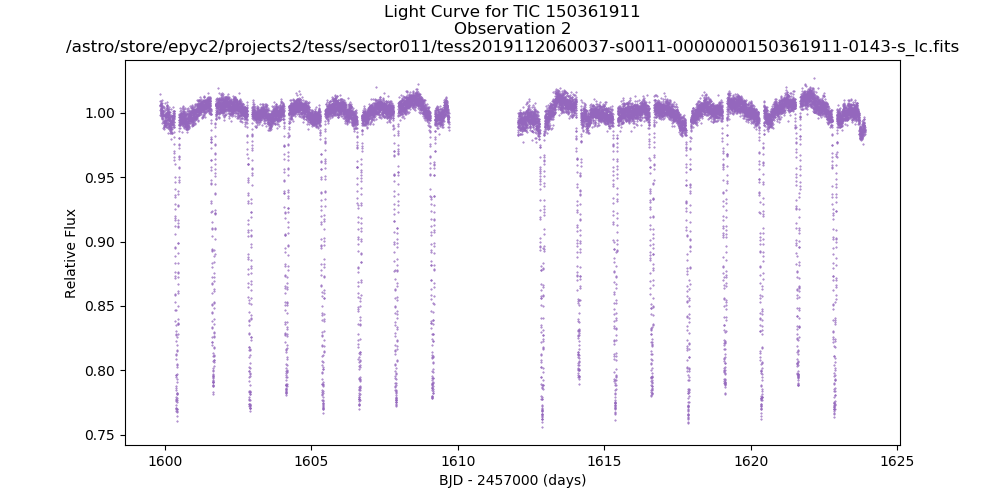 Light Curve for TIC 150361911
Observation 2
/astro/store/epyc2/projects2/tess/sector011/tess2019112060037-s0011-0000000150361911-0143-s_lc.fits
1.00
0.95
0.90
0.85
0.80
0.75
Relative Flux
1600
1605
1610
1615
1620
1625
BJD - 2457000 (days)